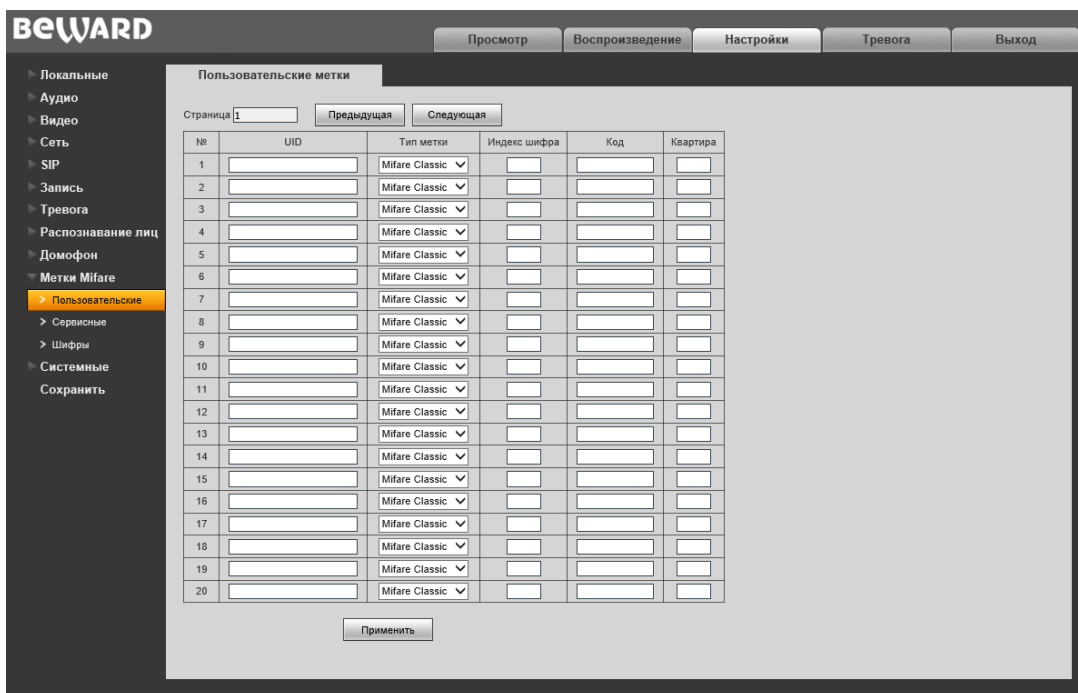 BEWARD
Просмотр Воспроизведение Настройки Тревога Выход
Локальные
Аудио
Видео
Сеть
SIP
Запись
Тревога
Распознавание лиц
Домофон
Метки Mifare
> Пользовательские
> Сервисные
> Шифры
Системные
Сохранить
Пользовательские метки
Страница 1 Предыдущая Следующая
№ UID Тип метки Индекс шифра Код Квартира
1 Mifare Classic
2 Mifare Classic
3 Mifare Classic
4 Mifare Classic
5 Mifare Classic
6 Mifare Classic
7 Mifare Classic
8 Mifare Classic
9 Mifare Classic
10 Mifare Classic
11 Mifare Classic
12 Mifare Classic
13 Mifare Classic
14 Mifare Classic
15 Mifare Classic
16 Mifare Classic
17 Mifare Classic
18 Mifare Classic
19 Mifare Classic
20 Mifare Classic
Применить